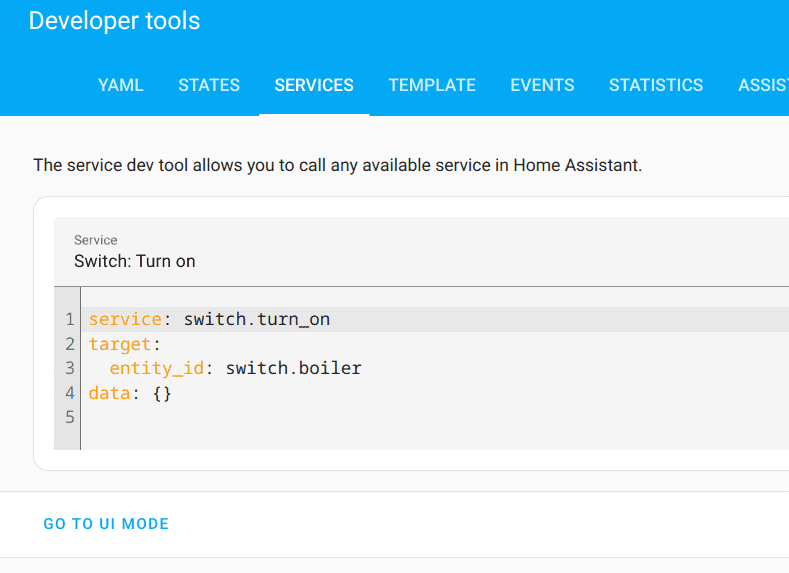 Developer tools
YAML STATES SERVICES TEMPLATE EVENTS STATISTICS ASSIS
The service dev tool allows you to call any available service in Home Assistant.
Service
Switch: Turn on
1 service: switch.turn_on
2 target:
3 entity_id: switch.boiler
4 data: {}
5
GO TO UI MODE